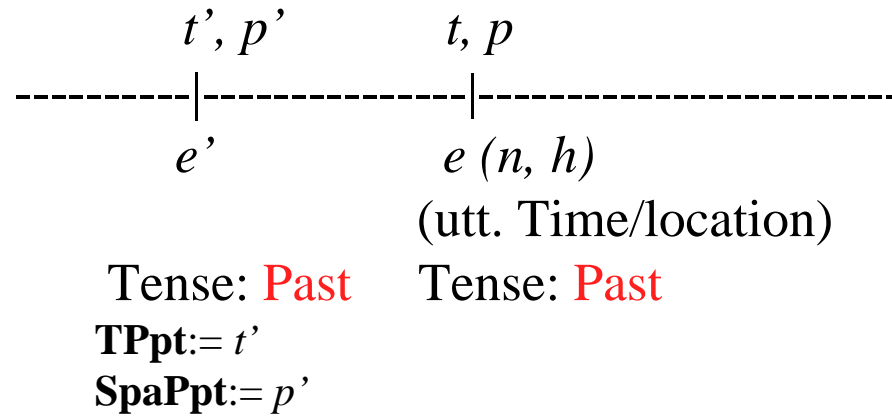 t’, p’ t, p
e’ e (n, h)
(utt. Time/location)
Tense: Past Tense: Past
TPpt:= t’
SpaPpt:= p’